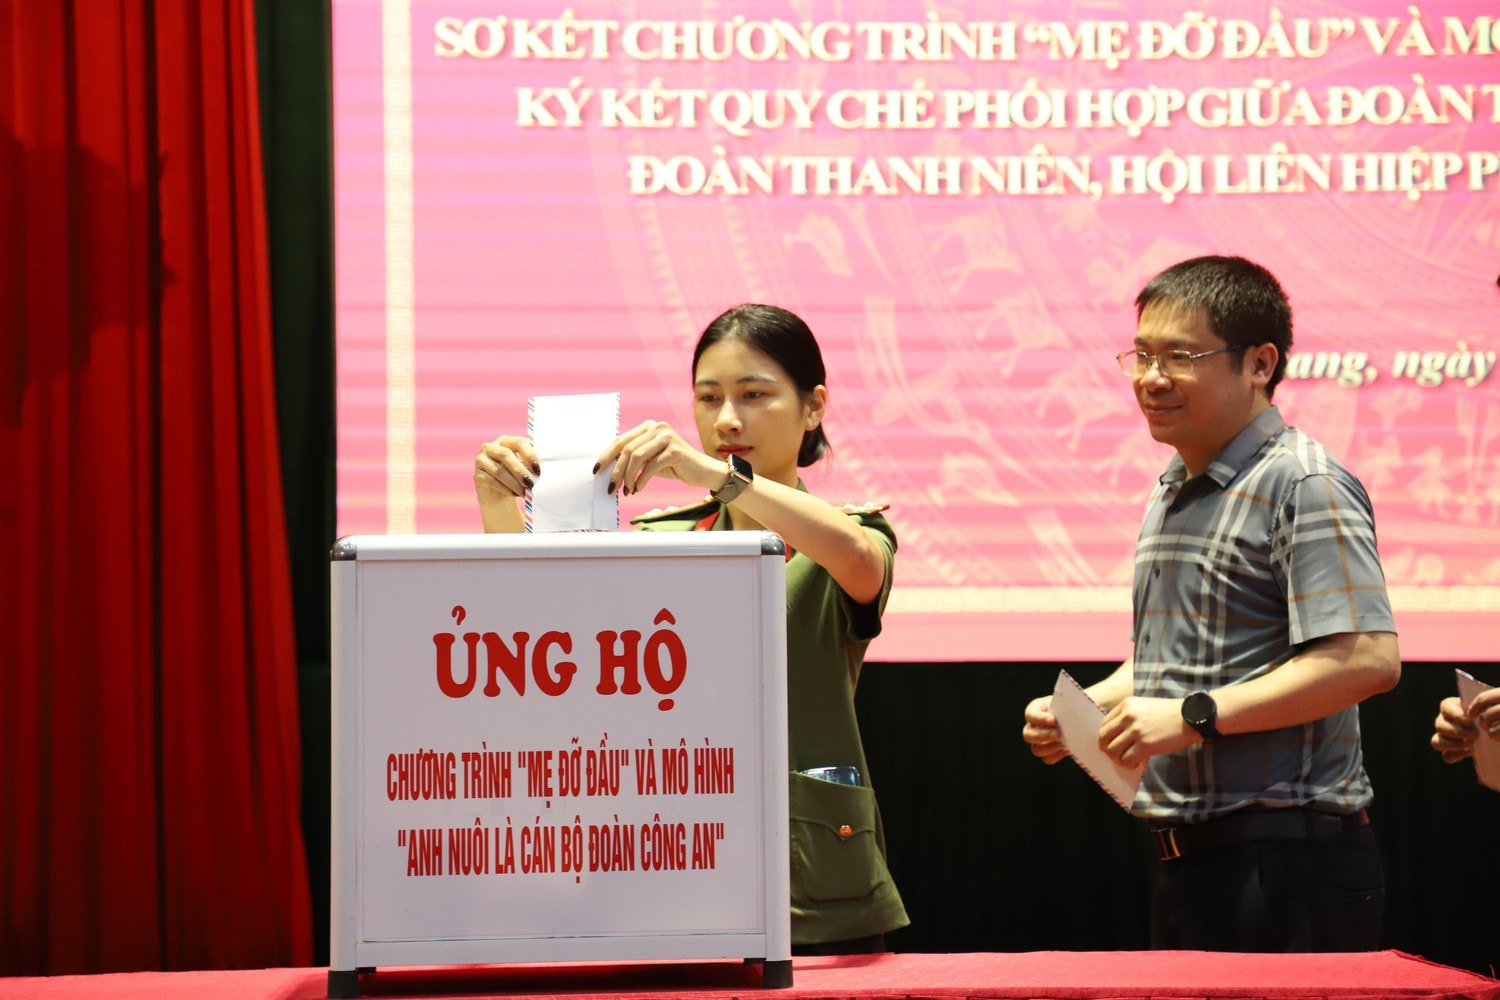 SƠ KẾT CHƯƠNG TRÌNH “MẸ ĐỠ ĐẦU” VÀ MÔ
KÝ KẾT QUY CHẾ PHỐI HỢP GIỮA ĐOÀN T
ĐOÀN THANH NIÊN, HỘI LIÊN HIỆP P
ang, ngày
ỦNG HỘ
CHƯƠNG TRÌNH "MẸ ĐỠ ĐẦU" VÀ MÔ HÌNH
"ANH NUÔI LÀ CÁN BỘ ĐOÀN CÔNG AN"